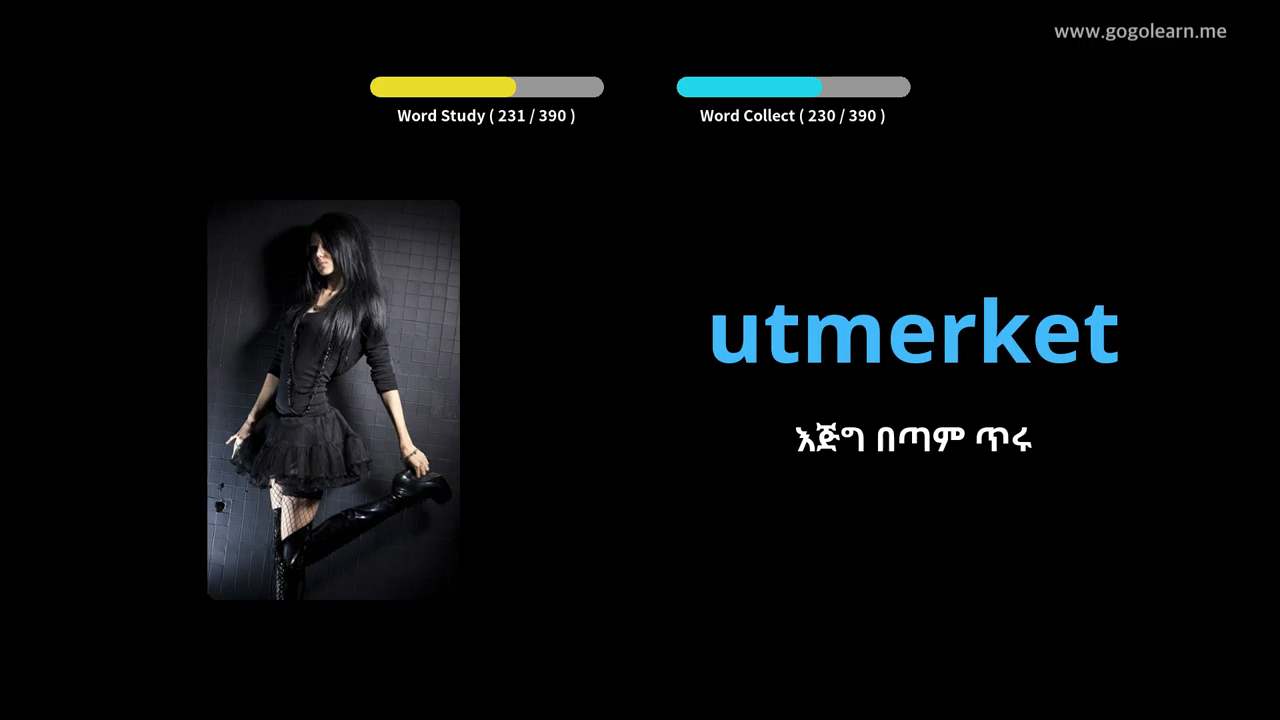 www.gogolearn.me
Word Study ( 231 / 390 )
Word Collect ( 230 / 390 )
utmerket
እጅግ በጣም ጥሩ